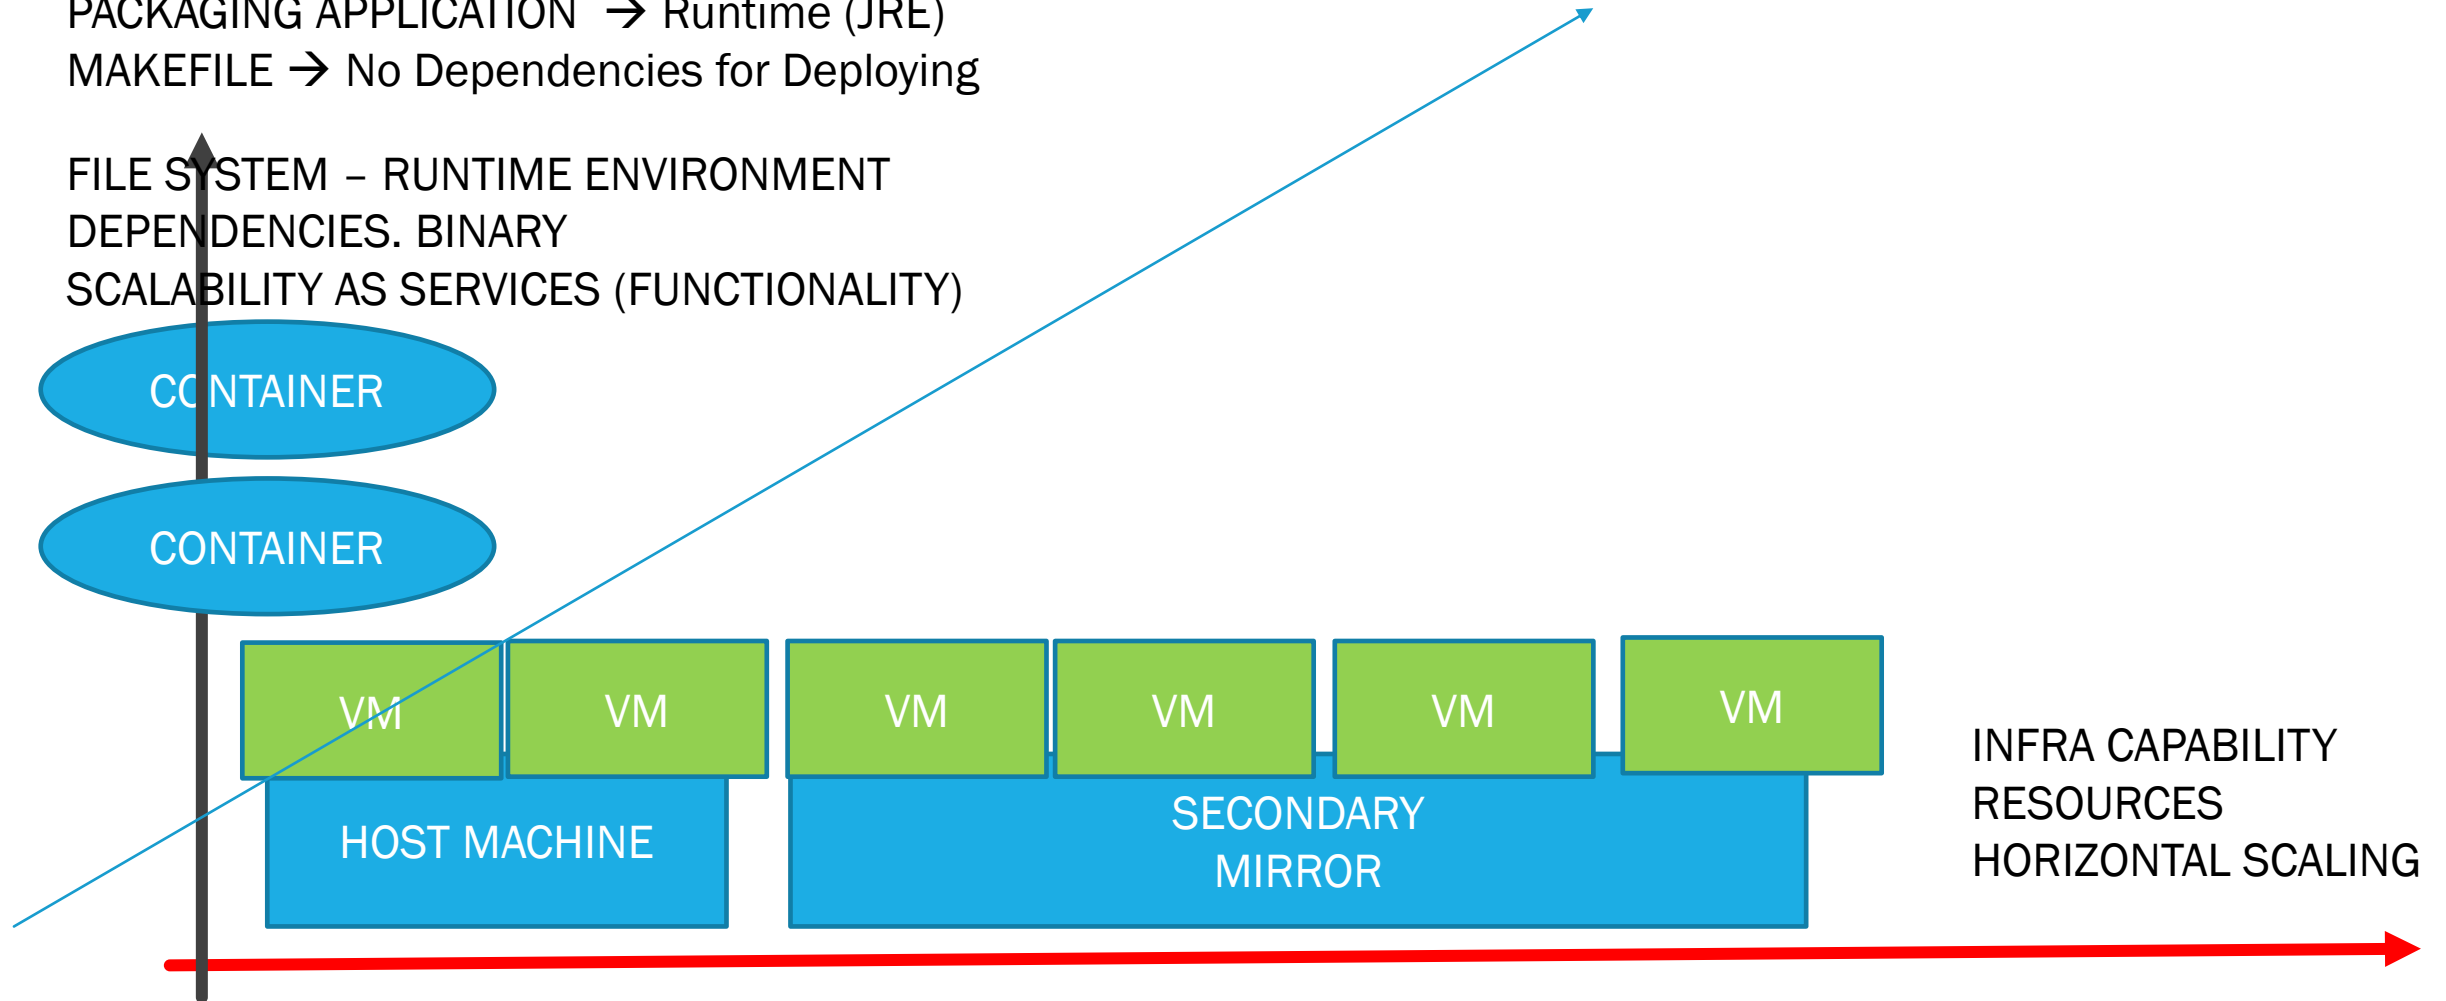 PACKAGING APPLICATION → Runtime (JRE)
MAKEFILE → No Dependencies for Deploying
FILE SYSTEM – RUNTIME ENVIRONMENT
DEPENDENCIES. BINARY
SCALABILITY AS SERVICES (FUNCTIONALITY)
CONTAINER
CONTAINER
VM
VM
VM
VM
VM
VM
HOST MACHINE
SECONDARY
MIRROR
INFRA CAPABILITY
RESOURCES
HORIZONTAL SCALING